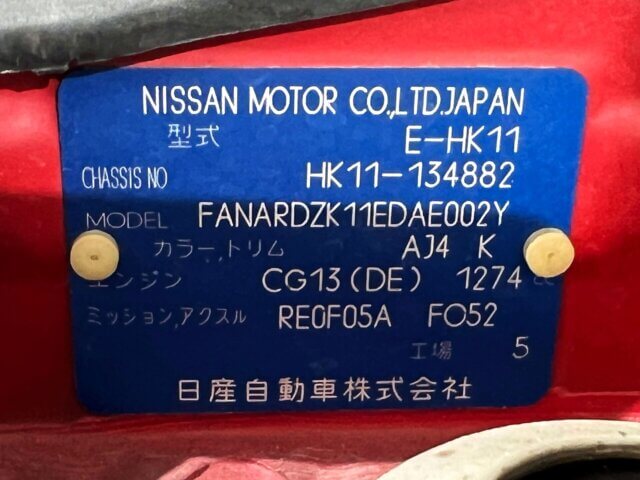 NISSAN MOTOR CO.,LTD.JAPAN
型式 E-HK11
CHASSIS NO HK11-134882
MODEL FANARDZK11EDAE002Y
カラー,トリム AJ4 K
エンジン CG13(DE) 1274 cc
ミッション,アクスル RE0F05A FO52
工場 5
日産自動車株式会社